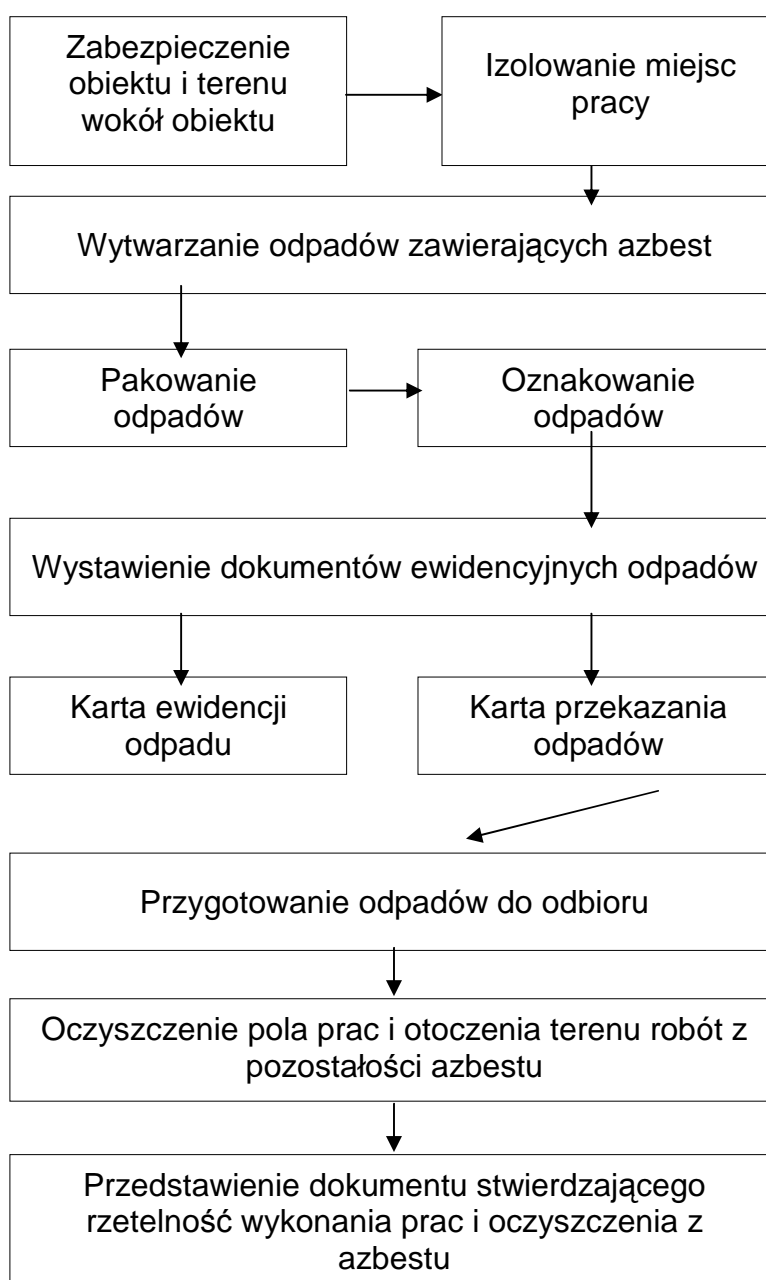 Zabezpieczenie
obiektu i terenu
wokół obiektu
Izolowanie miejsc
pracy
Wytwarzanie odpadów zawierających azbest
Pakowanie
odpadów
Oznakowanie
odpadów
Wystawienie dokumentów ewidencyjnych odpadów
Karta ewidencji
odpadu
Karta przekazania
odpadów
Przygotowanie odpadów do odbioru
Oczyszczenie pola prac i otoczenia terenu robót z
pozostałości azbestu
Przedstawienie dokumentu stwierdzającego
rzetelność wykonania prac i oczyszczenia z
azbestu